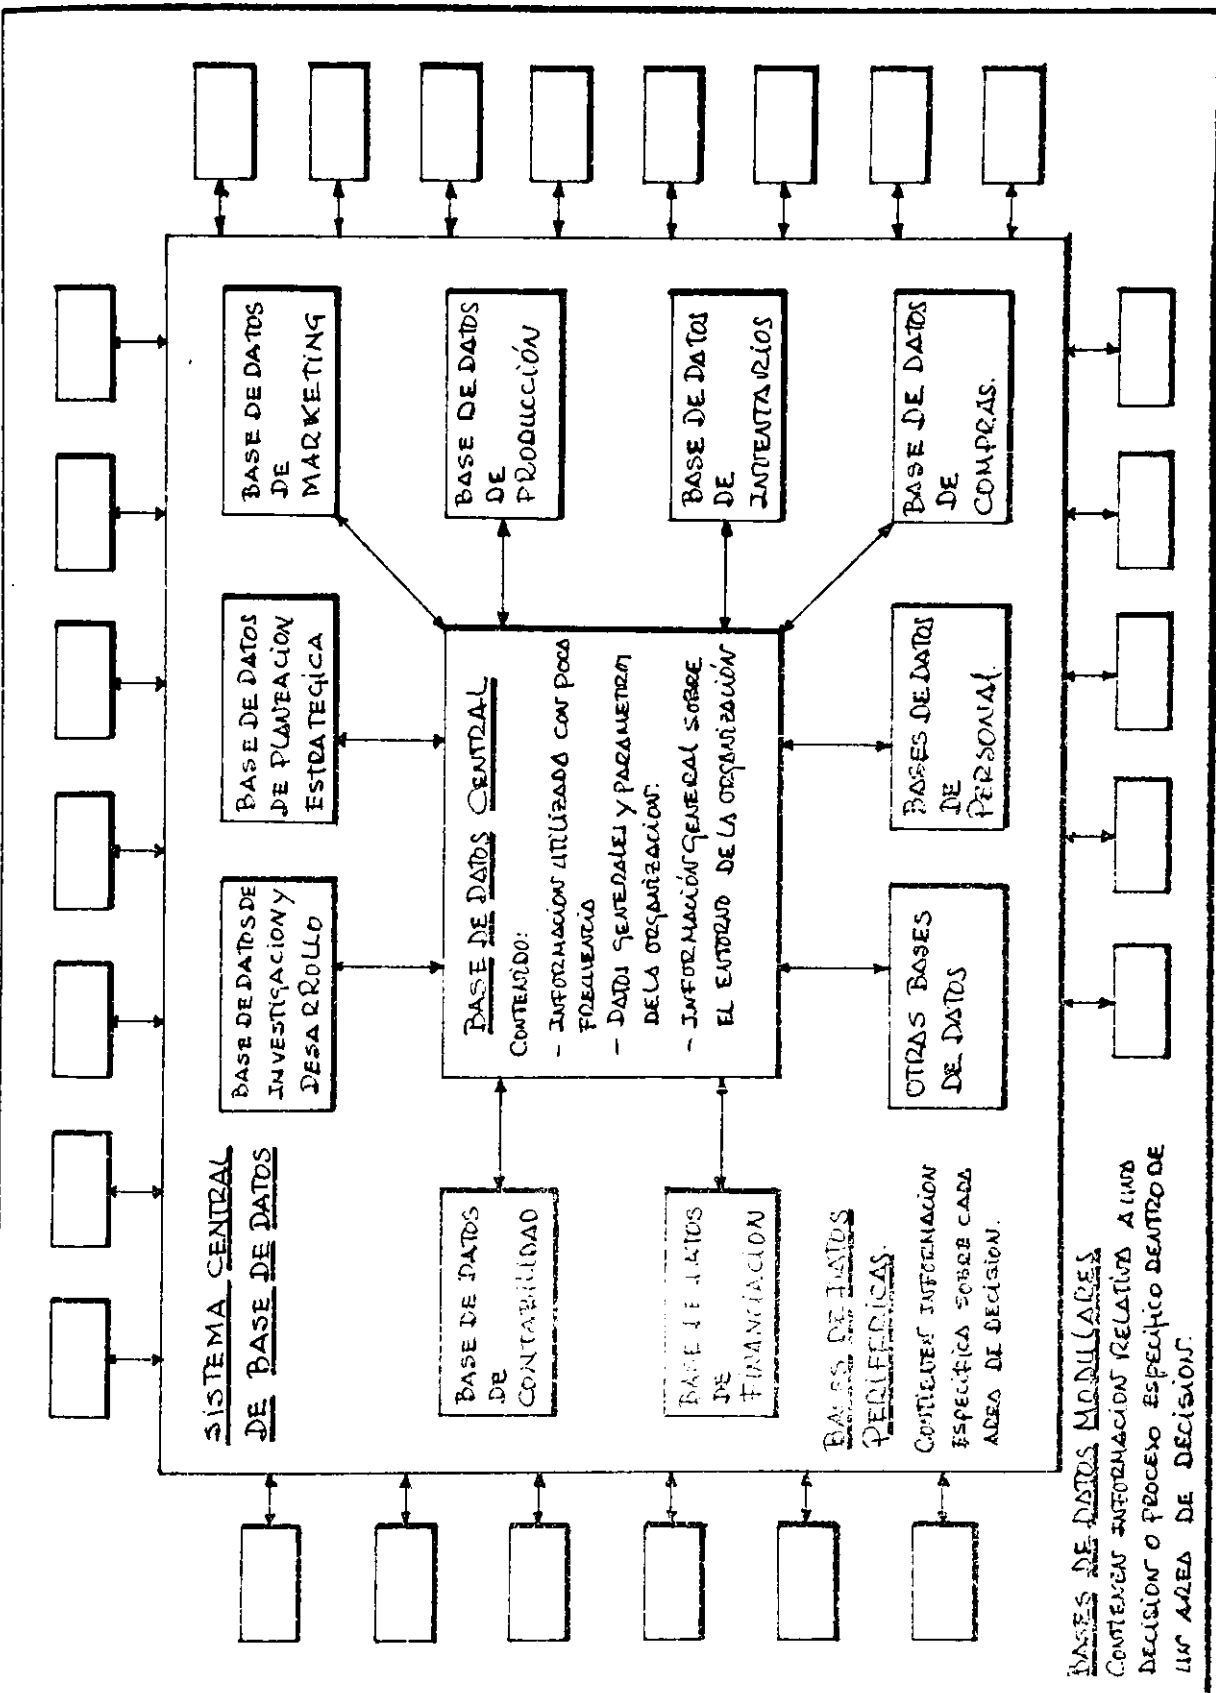 SISTEMA CENTRAL
DE BASE DE DATOS
BASE DE DATOS DE
INVESTIGACION Y
DESARROLLO
BASE DE DATOS
DE PLANEACION
ESTRATEGICA
BASE DE DATOS
DE
MARKETING
BASE DE DATOS
DE
CONTABILIDAD
BASE DE DATOS CENTRAL
CONTENIDO:
- INFORMACION UTILIZADA CON POCA
FRECUENCIA
- DATOS GENERALES Y PARAMETROS
DE LA ORGANIZACION.
- INFORMACIÓN GENERAL SOBRE
EL ENTORNO DE LA ORGANIZACIÓN
BASE DE DATOS
DE
PRODUCCIÓN
BASE DE DATOS
DE
FINANCIACION
BASE DE DATOS
DE
INVENTARIOS
BASES DE DATOS
PERIFERICAS.
CONTIENEN INFORMACION
ESPECIFICA SOBRE CADA
AREA DE DECISION.
OTRAS BASES
DE DATOS
BASES DE DATOS
DE
PERSONAL.
BASE DE DATOS
DE
COMPRAS.
BASES DE DATOS MODULARES
CONTIENEN INFORMACION RELATIVA A UNA
DECISION O PROCESO ESPECIFICO DENTRO DE
UN AREA DE DECISION.